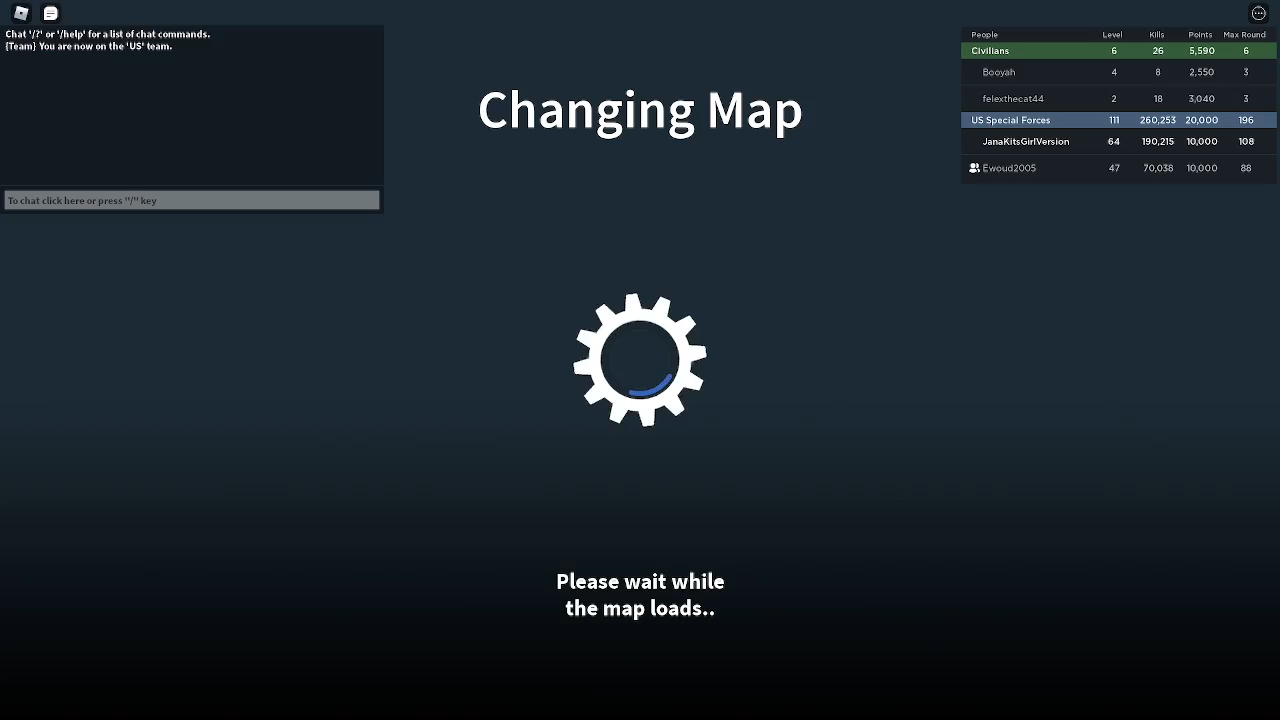 Chat '/?' or '/help' for a list of chat commands.
{Team} You are now on the 'US' team.
To chat click here or press "/" key
Changing Map
People Level Kills Points Max Round
Civilians 6 26 5,590 6
Booyah 4 8 2,550 3
felexthecat44 2 18 3,040 3
US Special Forces 111 260,253 20,000 196
JanaKitsGirlVersion 64 190,215 10,000 108
Ewoud2005 47 70,038 10,000 88
Please wait while
the map loads..